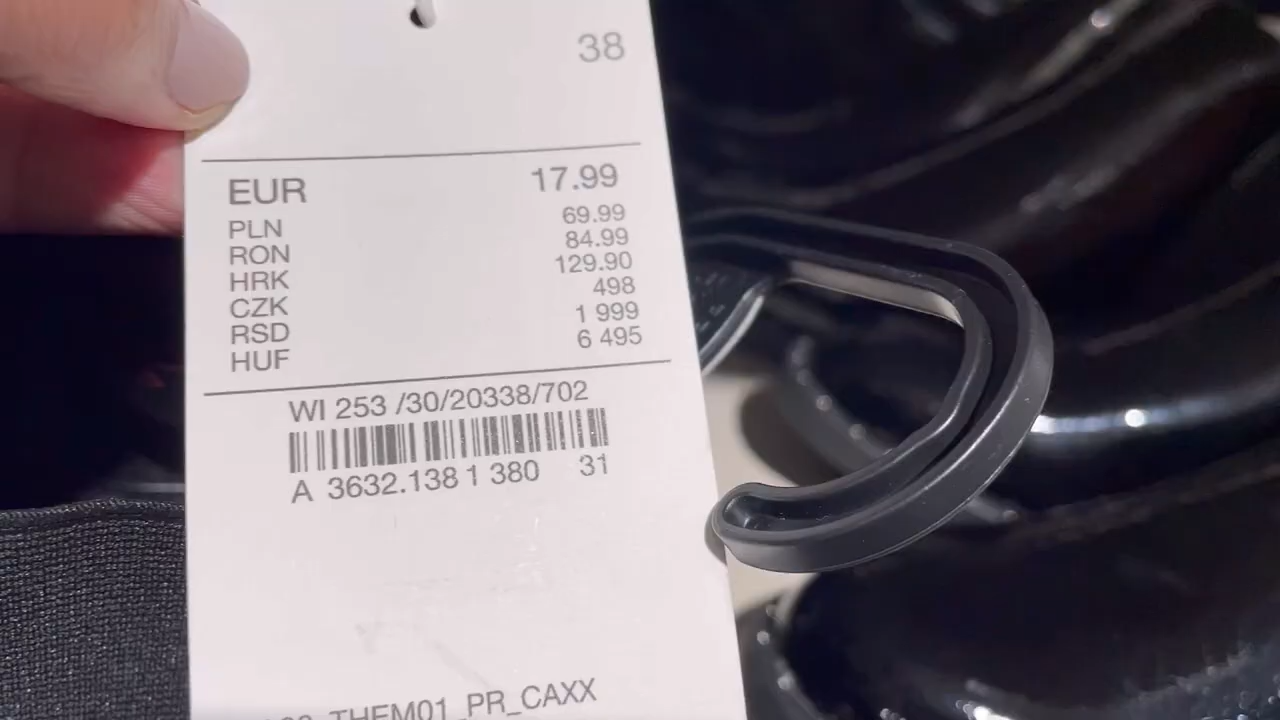 38
EUR 17.99
PLN 69.99
RON 84.99
HRK 129.90
CZK 498
RSD 1 999
HUF 6 495
WI 253 /30/20338/702
A 3632.138 1 380 31
THEM01_PR_CAXX